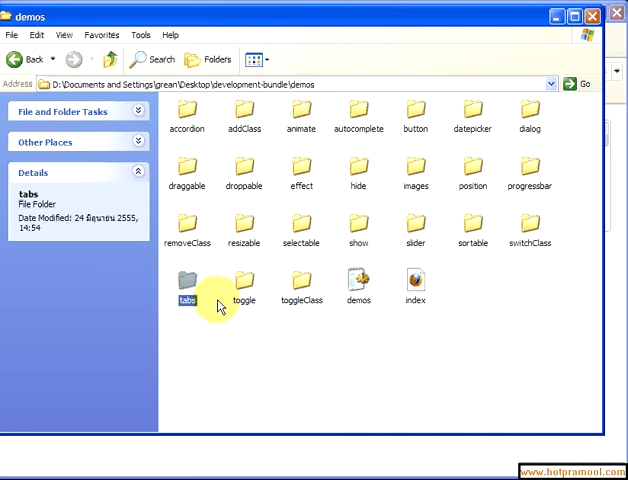 demos
File Edit View Favorites Tools Help
Back Search Folders
Address D:\Documents and Settings\grean\Desktop\development-bundle\demos Go
File and Folder Tasks
Other Places
Details
tabs
File Folder
Date Modified: 24 มิถุนายน 2555,
14:54
accordion addClass animate autocomplete button datepicker dialog
draggable droppable effect hide images position progressbar
removeClass resizable selectable show slider sortable switchClass
tabs toggle toggleClass demos index
www.hotpramool.com